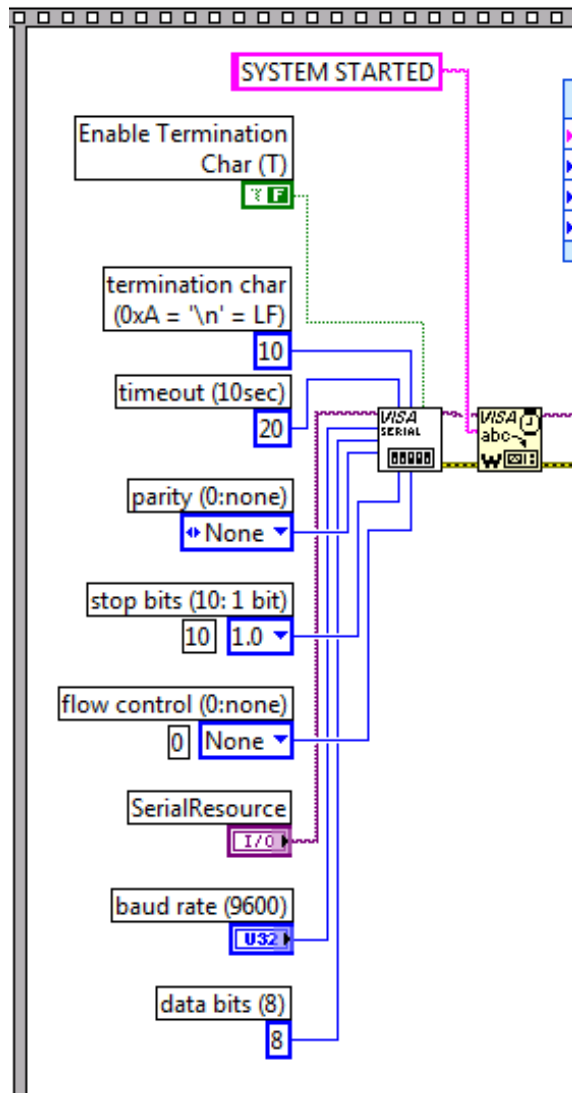 SYSTEM STARTED
Enable Termination
Char (T)
F
termination char
(0xA = '\n' = LF)
10
timeout (10sec)
20
VISA
SERIAL
VISA
abc
W
parity (0:none)
None
stop bits (10: 1 bit)
10 1.0
flow control (0:none)
0 None
SerialResource
I/O
baud rate (9600)
U32
data bits (8)
8